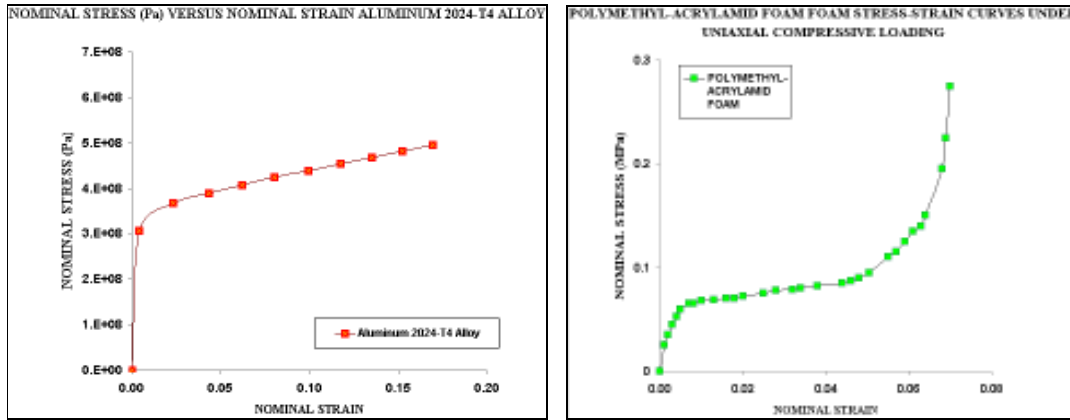 NOMINAL STRESS (Pa) VERSUS NOMINAL STRAIN ALUMINUM 2024-T4 ALLOY
7.E+08
6.E+08
5.E+08
4.E+08
3.E+08
2.E+08
1.E+08
0.E+00
NOMINAL STRESS (Pa)
Aluminum 2024-T4 Alloy
0.00 0.05 0.10 0.15 0.20
NOMINAL STRAIN
POLYMETHYL-ACRYLAMID FOAM FOAM STRESS-STRAIN CURVES UNDER
UNIAXIAL COMPRESSIVE LOADING
0.3
0.2
0.1
0
NOMINAL STRESS (MPa)
POLYMETHYL-
ACRYLAMID
FOAM
0.00 0.02 0.04 0.06 0.08
NOMINAL STRAIN